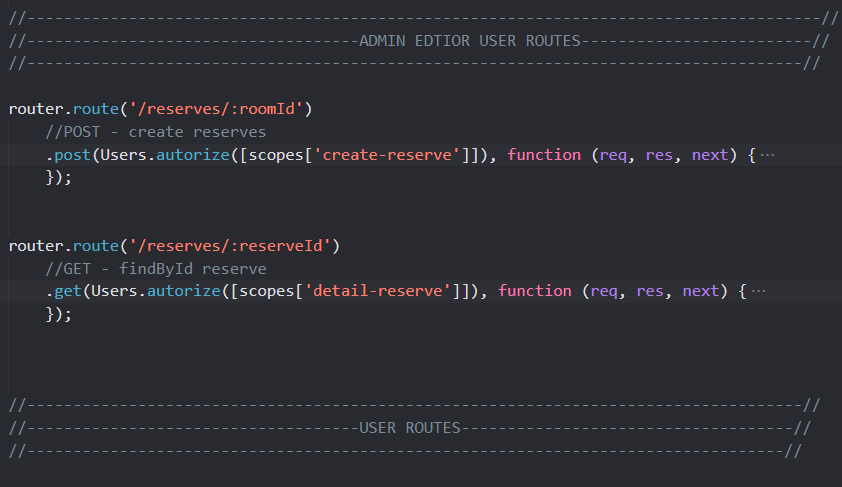 //--------------------------------------------------------------------------------------//
//------------------------------------ADMIN EDTIOR USER ROUTES-------------------------//
//------------------------------------------------------------------------------------//
router.route('/reserves/:roomId')
//POST - create reserves
.post(Users.autorize([scopes['create-reserve']]), function (req, res, next) {···
});
router.route('/reserves/:reserveId')
//GET - findById reserve
.get(Users.autorize([scopes['detail-reserve']]), function (req, res, next) {···
});
//------------------------------------------------------------------------------------//
//------------------------------------USER ROUTES------------------------------------//
//----------------------------------------------------------------------------------//